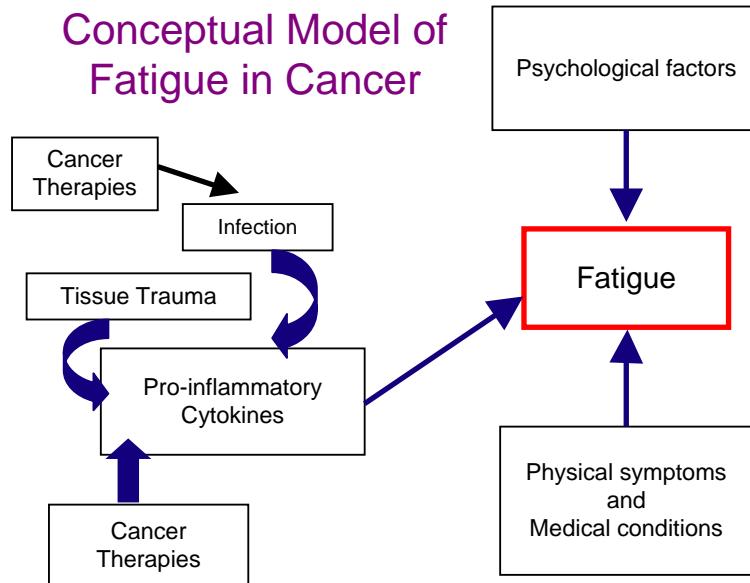 Conceptual Model of
Fatigue in Cancer
Psychological factors
Cancer
Therapies
Infection
Tissue Trauma
Fatigue
Pro-inflammatory
Cytokines
Physical symptoms
and
Medical conditions
Cancer
Therapies